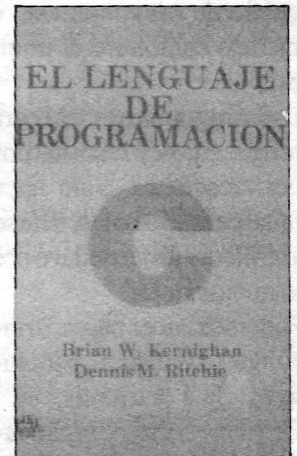 EL LENGUAJE
DE
PROGRAMACION
C
Brian W. Kernighan
Dennis M. Ritchie